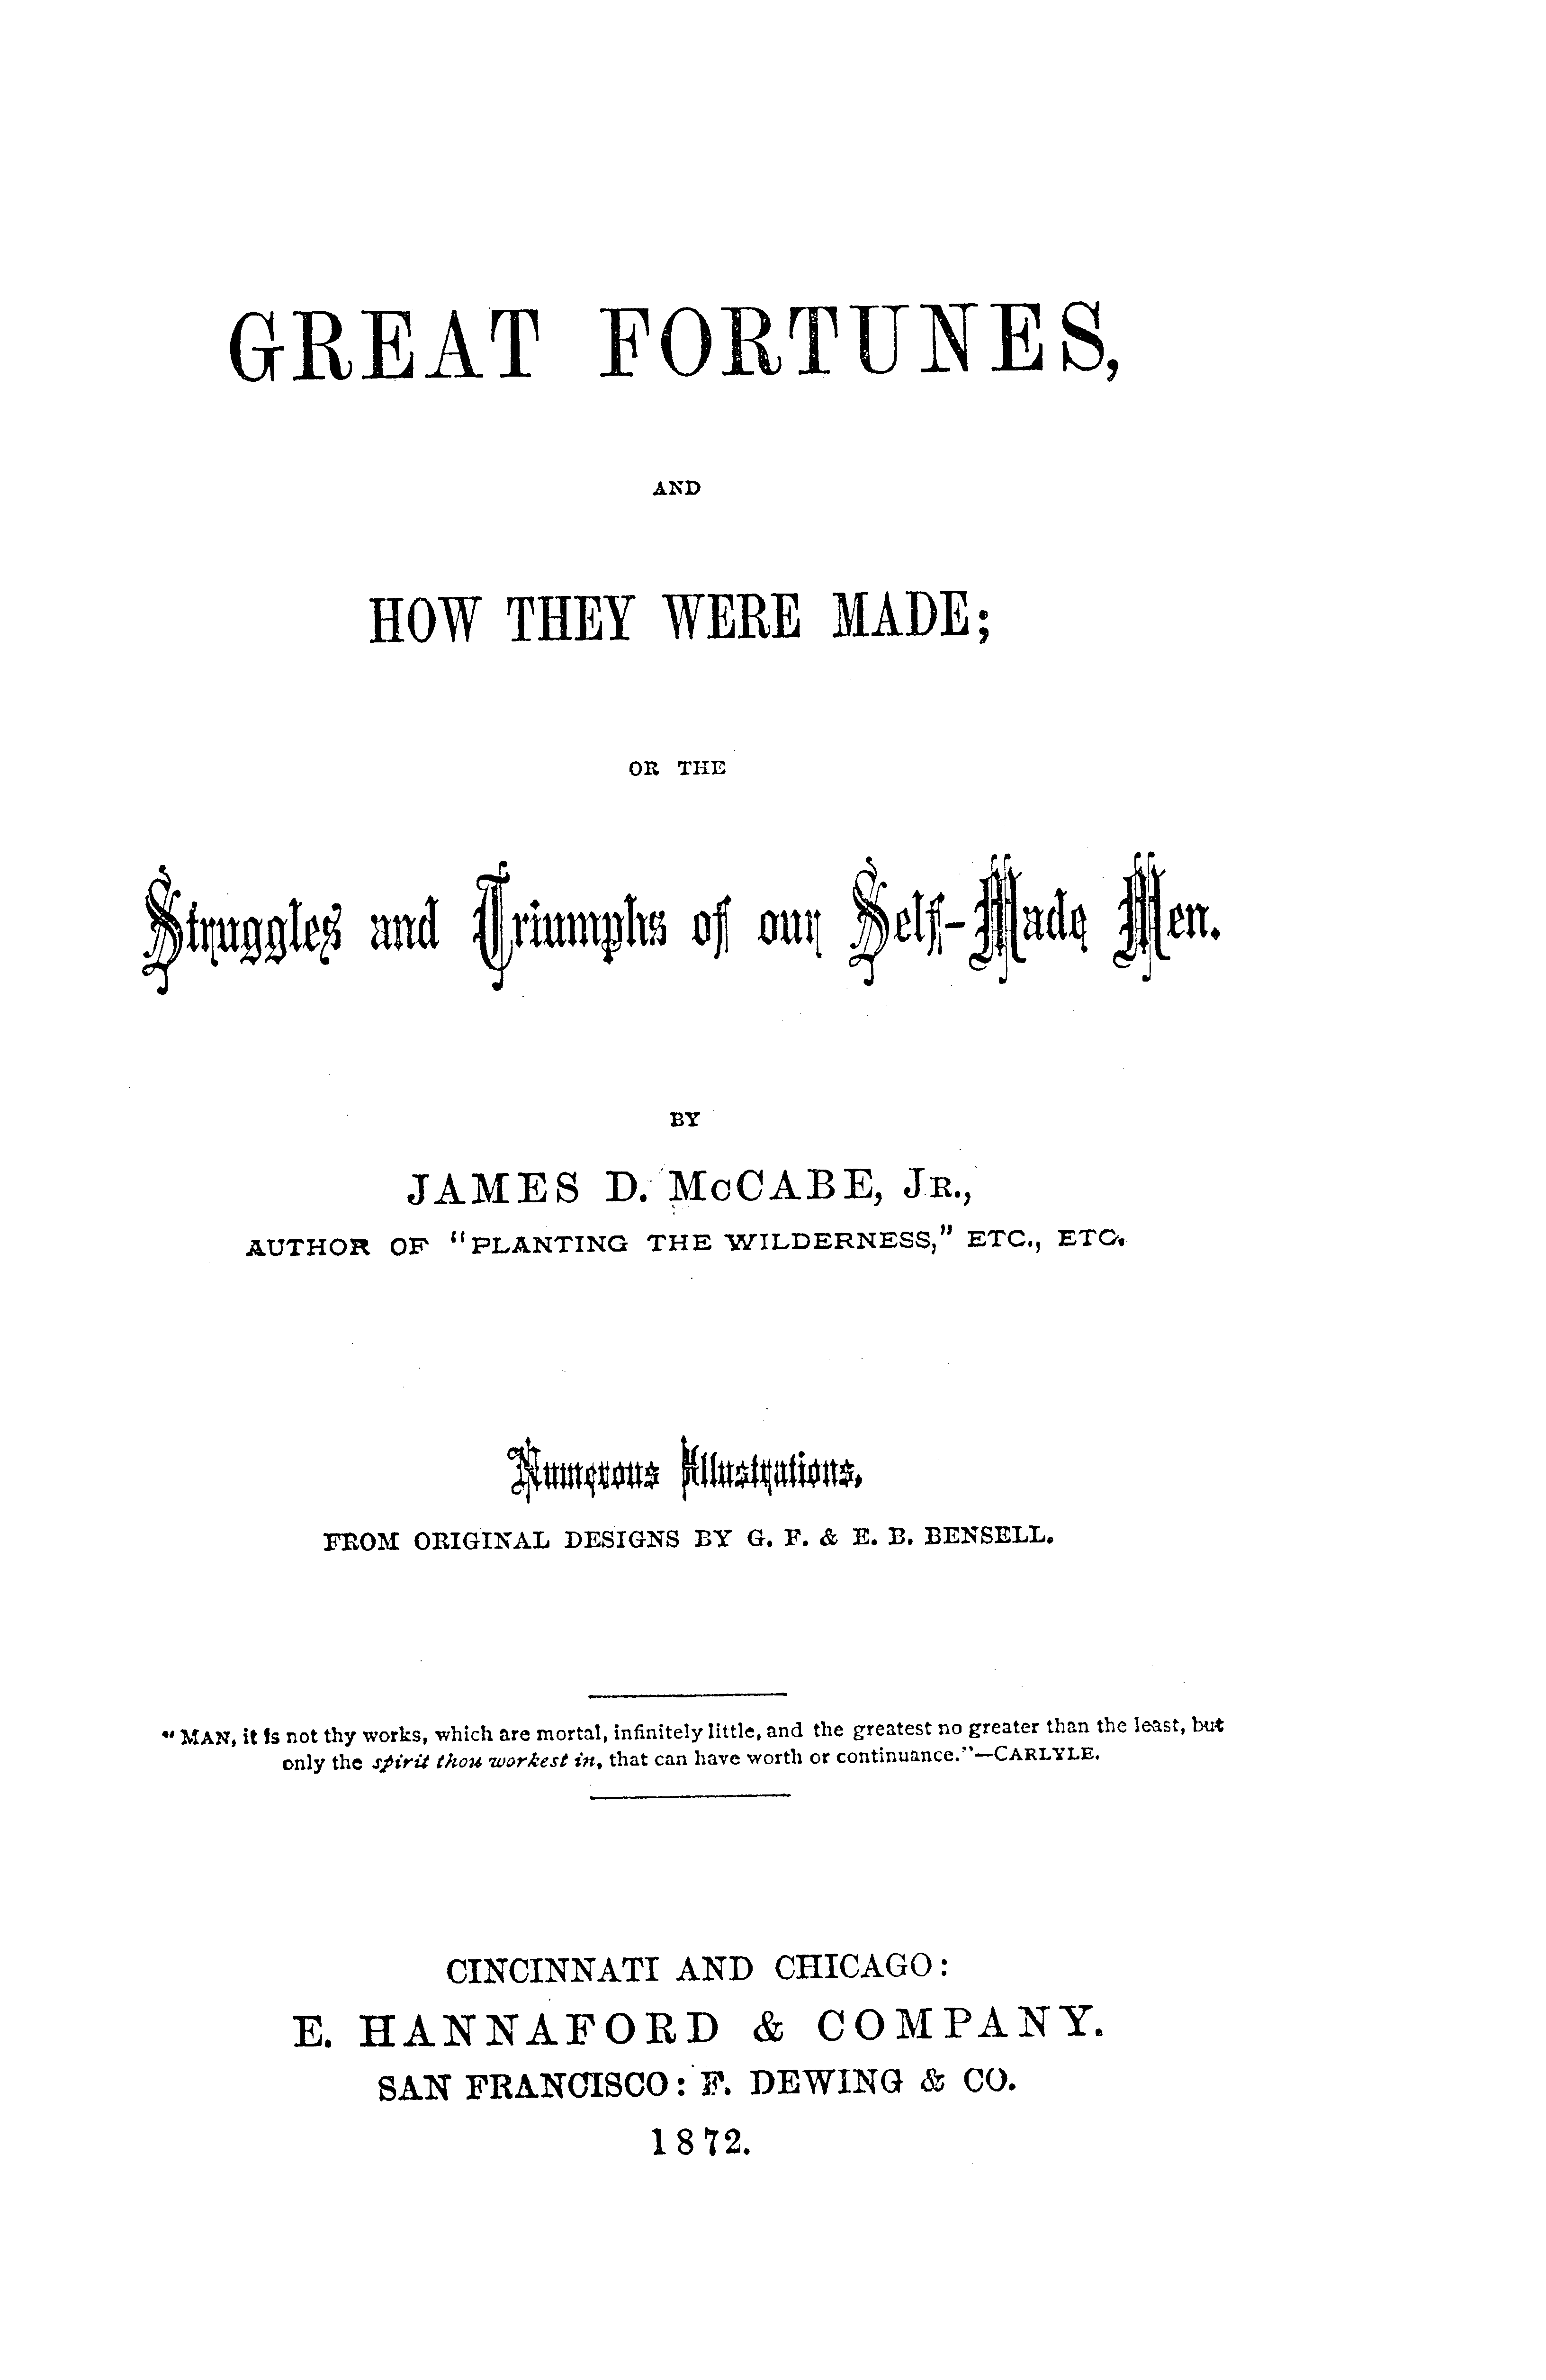 GREAT FORTUNES,
AND
HOW THEY WERE MADE;
OR THE
Struggles and Triumphs of our Self-Made Men.
BY
JAMES D. McCABE, JR.,
AUTHOR OF "PLANTING THE WILDERNESS," ETC., ETC.
Numerous Illustrations,
FROM ORIGINAL DESIGNS BY G. F. & E. B. BENSELL.
"MAN, it is not thy works, which are mortal, infinitely little, and the greatest no greater than the least, but
only the spirit thou workest in, that can have worth or continuance."—CARLYLE.
CINCINNATI AND CHICAGO:
E. HANNAFORD & COMPANY.
SAN FRANCISCO: F. DEWING & CO.
1872.